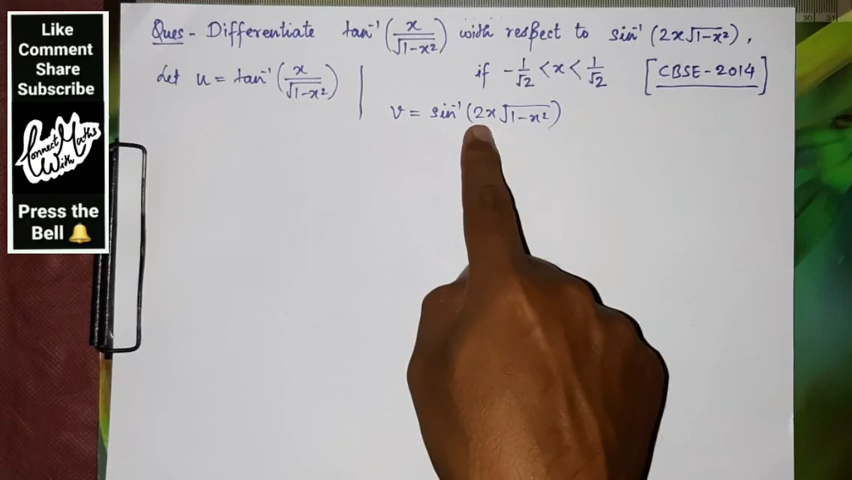 Like
Comment
Share
Subscribe
Connect
With
Maths
Press the
Bell 🔔
Ques - Differentiate tan⁻¹(x/√(1-x²)) with respect to sin⁻¹(2x√(1-x²)),
if -1/√2 < x < 1/√2 [CBSE-2014]
Let u = tan⁻¹(x/√(1-x²))
v = sin⁻¹(2x√(1-x²))